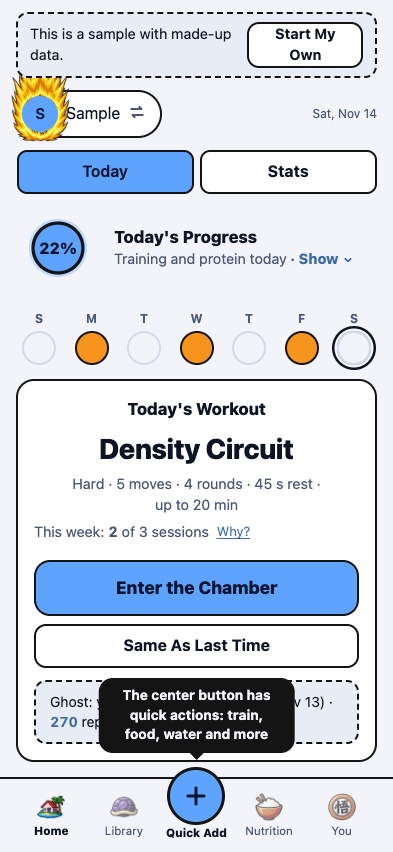 This is a sample with made-up
data.
Start My
Own
S
Sample
Sat, Nov 14
Today
Stats
22%
Today's Progress
Training and protein today · Show
S M T W T F S
Today's Workout
Density Circuit
Hard · 5 moves · 4 rounds · 45 s rest ·
up to 20 min
This week: 2 of 3 sessions Why?
Enter the Chamber
Same As Last Time
Ghost: 13) ·
270
The center button has
quick actions: train,
food, water and more
Home
Library
Quick Add
Nutrition
悟
You